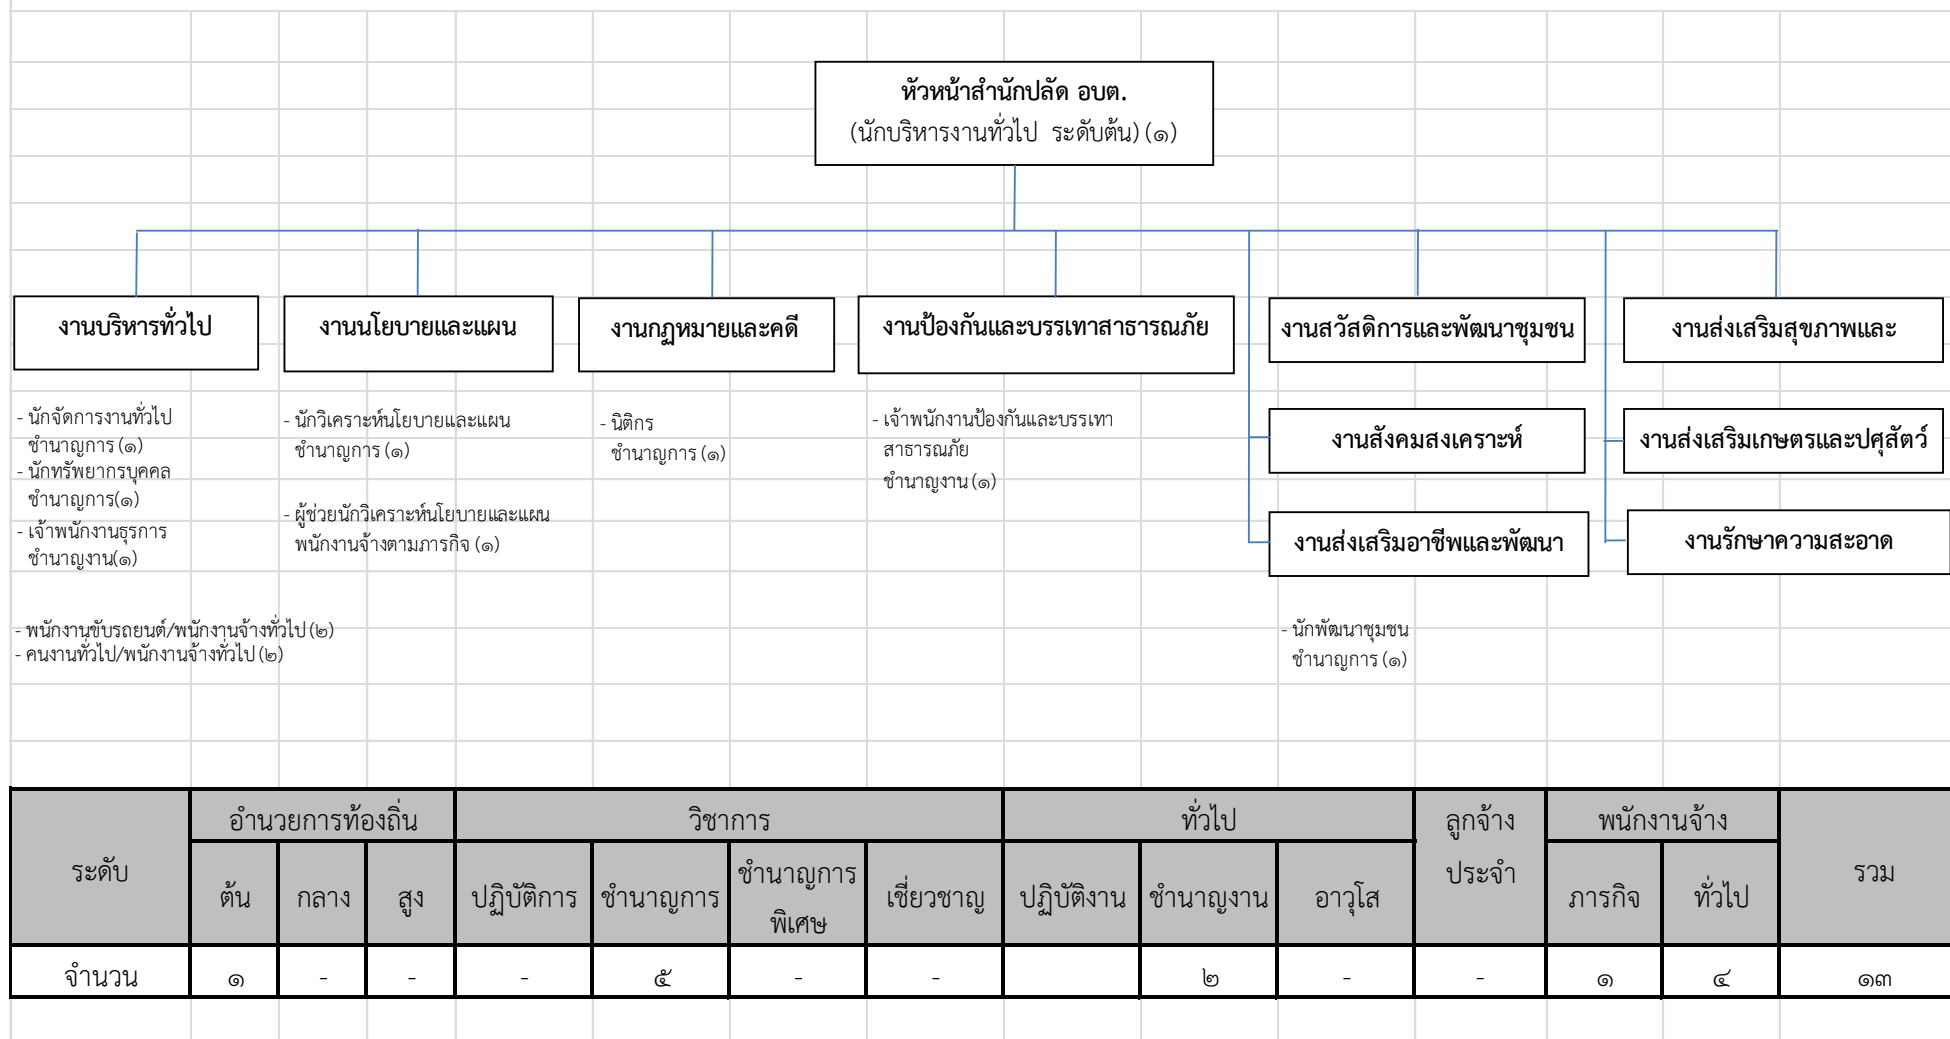 หัวหน้าสำนักปลัด อบต.
(นักบริหารงานทั่วไป ระดับต้น) (๑)
งานบริหารทั่วไป
งานนโยบายและแผน
งานกฎหมายและคดี
งานป้องกันและบรรเทาสาธารณภัย
งานสวัสดิการและพัฒนาชุมชน
งานส่งเสริมสุขภาพและ
งานสังคมสงเคราะห์
งานส่งเสริมเกษตรและปศุสัตว์
งานส่งเสริมอาชีพและพัฒนา
งานรักษาความสะอาด
- นักจัดการงานทั่วไป
ชำนาญการ (๑)
- นักทรัพยากรบุคคล
ชำนาญการ(๑)
- เจ้าพนักงานธุรการ
ชำนาญงาน(๑)
- พนักงานขับรถยนต์/พนักงานจ้างทั่วไป (๒)
- คนงานทั่วไป/พนักงานจ้างทั่วไป (๒)
- นักวิเคราะห์นโยบายและแผน
ชำนาญการ (๑)
- ผู้ช่วยนักวิเคราะห์นโยบายและแผน
พนักงานจ้างตามภารกิจ (๑)
- นิติกร
ชำนาญการ (๑)
- เจ้าพนักงานป้องกันและบรรเทา
สาธารณภัย
ชำนาญงาน (๑)
- นักพัฒนาชุมชน
ชำนาญการ (๑)
ระดับ อำนวยการท้องถิ่น วิชาการ ทั่วไป ลูกจ้าง ประจำ พนักงานจ้าง รวม
ต้น กลาง สูง ปฏิบัติการ ชำนาญการ ชำนาญการ พิเศษ เชี่ยวชาญ ปฏิบัติงาน ชำนาญงาน อาวุโส ภารกิจ ทั่วไป
จำนวน ๑ - - - ๕ - - ๒ - - ๑ ๔ ๑๓